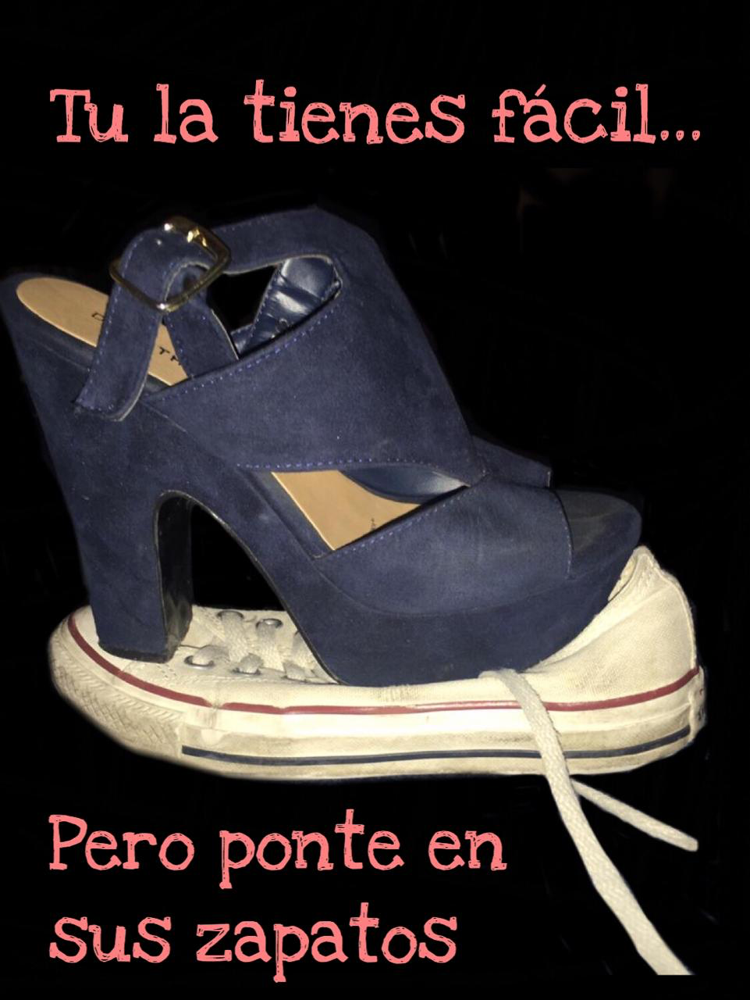 Tu la tienes fácil...
Pero ponte en
sus zapatos